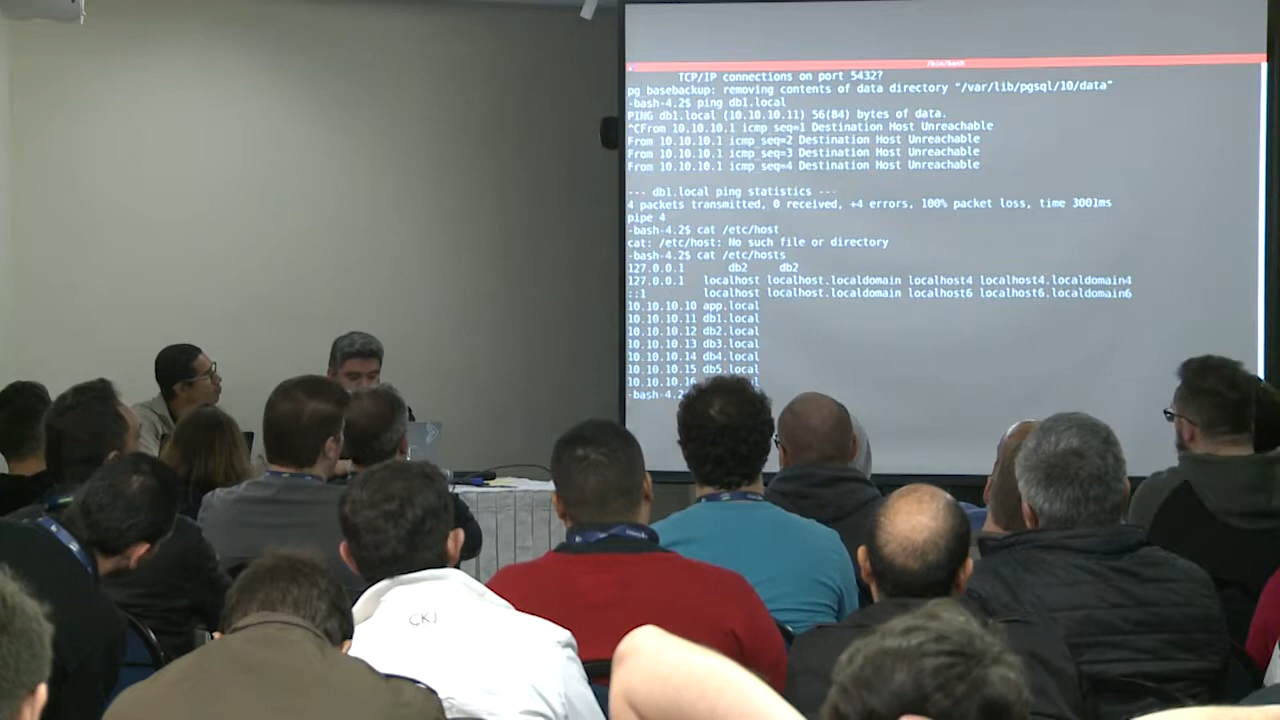 /bin/bash
TCP/IP connections on port 5432?
pg_basebackup: removing contents of data directory "/var/lib/pgsql/10/data"
-bash-4.2$ ping db1.local
PING db1.local (10.10.10.11) 56(84) bytes of data.
^CFrom 10.10.10.1 icmp_seq=1 Destination Host Unreachable
From 10.10.10.1 icmp_seq=2 Destination Host Unreachable
From 10.10.10.1 icmp_seq=3 Destination Host Unreachable
From 10.10.10.1 icmp_seq=4 Destination Host Unreachable
--- db1.local ping statistics ---
4 packets transmitted, 0 received, +4 errors, 100% packet loss, time 3001ms
pipe 4
-bash-4.2$ cat /etc/host
cat: /etc/host: No such file or directory
-bash-4.2$ cat /etc/hosts
127.0.0.1 db2 db2
127.0.0.1 localhost localhost.localdomain localhost4 localhost4.localdomain4
::1 localhost localhost.localdomain localhost6 localhost6.localdomain6
10.10.10.10 app.local
10.10.10.11 db1.local
10.10.10.12 db2.local
10.10.10.13 db3.local
10.10.10.14 db4.local
10.10.10.15 db5.local
10.10.10.16
-bash-4.2
CKJ